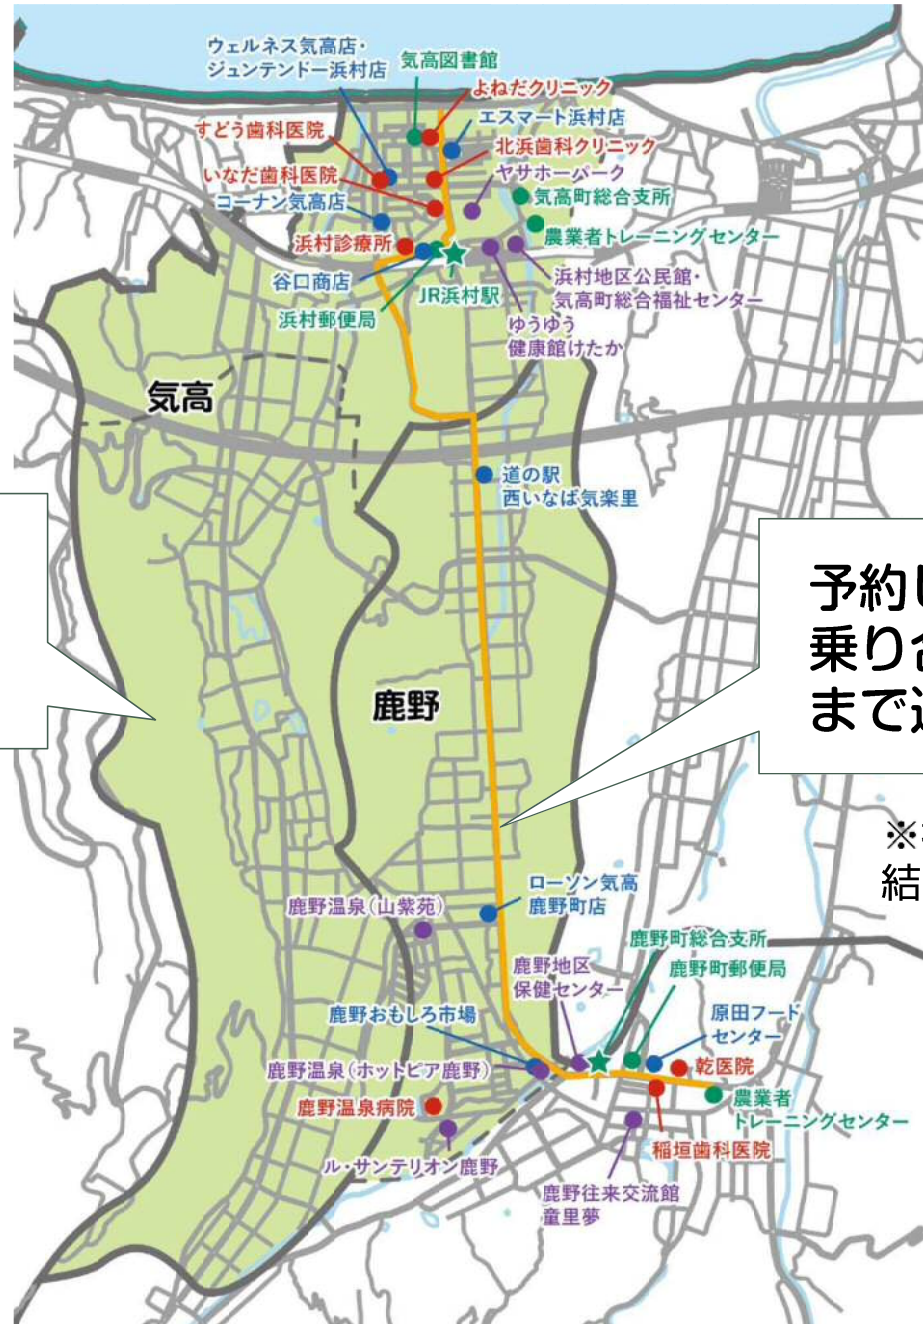 ウェルネス気高店・
ジュンテンドー浜村店
気高図書館
よねだクリニック
エスマート浜村店
すどう歯科医院
北浜歯科クリニック
いなだ歯科医院
ヤサホーパーク
コーナン気高店
気高町総合支所
浜村診療所
農業者トレーニングセンター
谷口商店
JR浜村駅
浜村地区公民館・
気高町総合福祉センター
浜村郵便局
ゆうゆう
健康館けたか
気高
道の駅
西いなば気楽里
予約し
乗り合
まで送
鹿野
※
結
ローソン気高
鹿野町店
鹿野温泉(山紫苑)
鹿野町総合支所
鹿野地区
保健センター
鹿野町郵便局
鹿野おもしろ市場
原田フード
センター
鹿野温泉(ホットピア鹿野)
乾医院
鹿野温泉病院
農業者
トレーニングセンター
稲垣歯科医院
ル・サンテリオン鹿野
鹿野往来交流館
童里夢